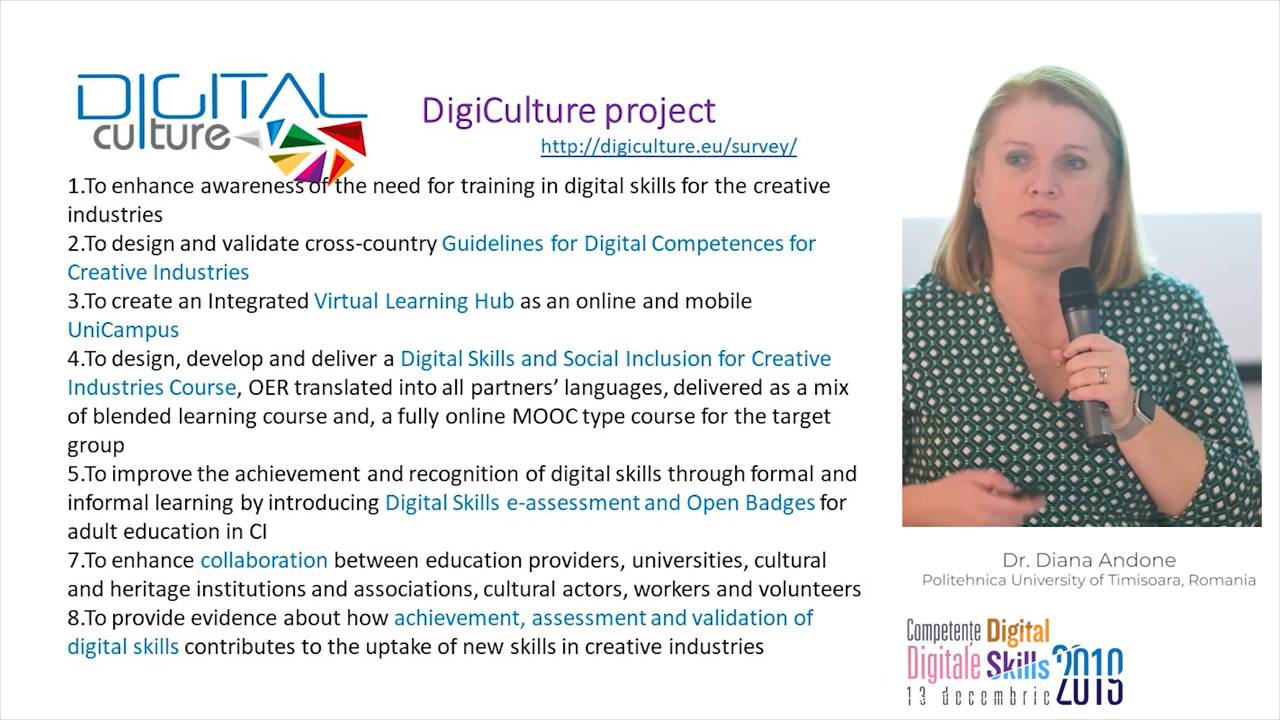 DIGITAL
culture
DigiCulture project
http://digiculture.eu/survey/
1.To enhance awareness of the need for training in digital skills for the creative
industries
2.To design and validate cross-country Guidelines for Digital Competences for
Creative Industries
3.To create an Integrated Virtual Learning Hub as an online and mobile
UniCampus
4.To design, develop and deliver a Digital Skills and Social Inclusion for Creative
Industries Course, OER translated into all partners’ languages, delivered as a mix
of blended learning course and, a fully online MOOC type course for the target
group
5.To improve the achievement and recognition of digital skills through formal and
informal learning by introducing Digital Skills e-assessment and Open Badges for
adult education in CI
7.To enhance collaboration between education providers, universities, cultural
and heritage institutions and associations, cultural actors, workers and volunteers
8.To provide evidence about how achievement, assessment and validation of
digital skills contributes to the uptake of new skills in creative industries
Dr. Diana Andone
Politehnica University of Timisoara, Romania
Competențe Digital
Digitale Skills 2019
13 decembrie